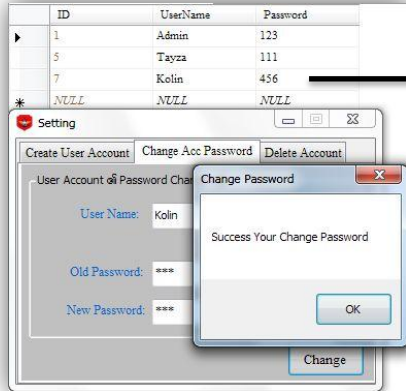 ID UserName Password
1 Admin 123
5 Tayza 111
7 Kolin 456
NULL NULL NULL
Setting
Create User Account Change Acc Password Delete Account
User Account ၏ Password Chan
Change Password
User Name: Kolin
Success Your Change Password
Old Password: ***
New Password: ***
OK
Change